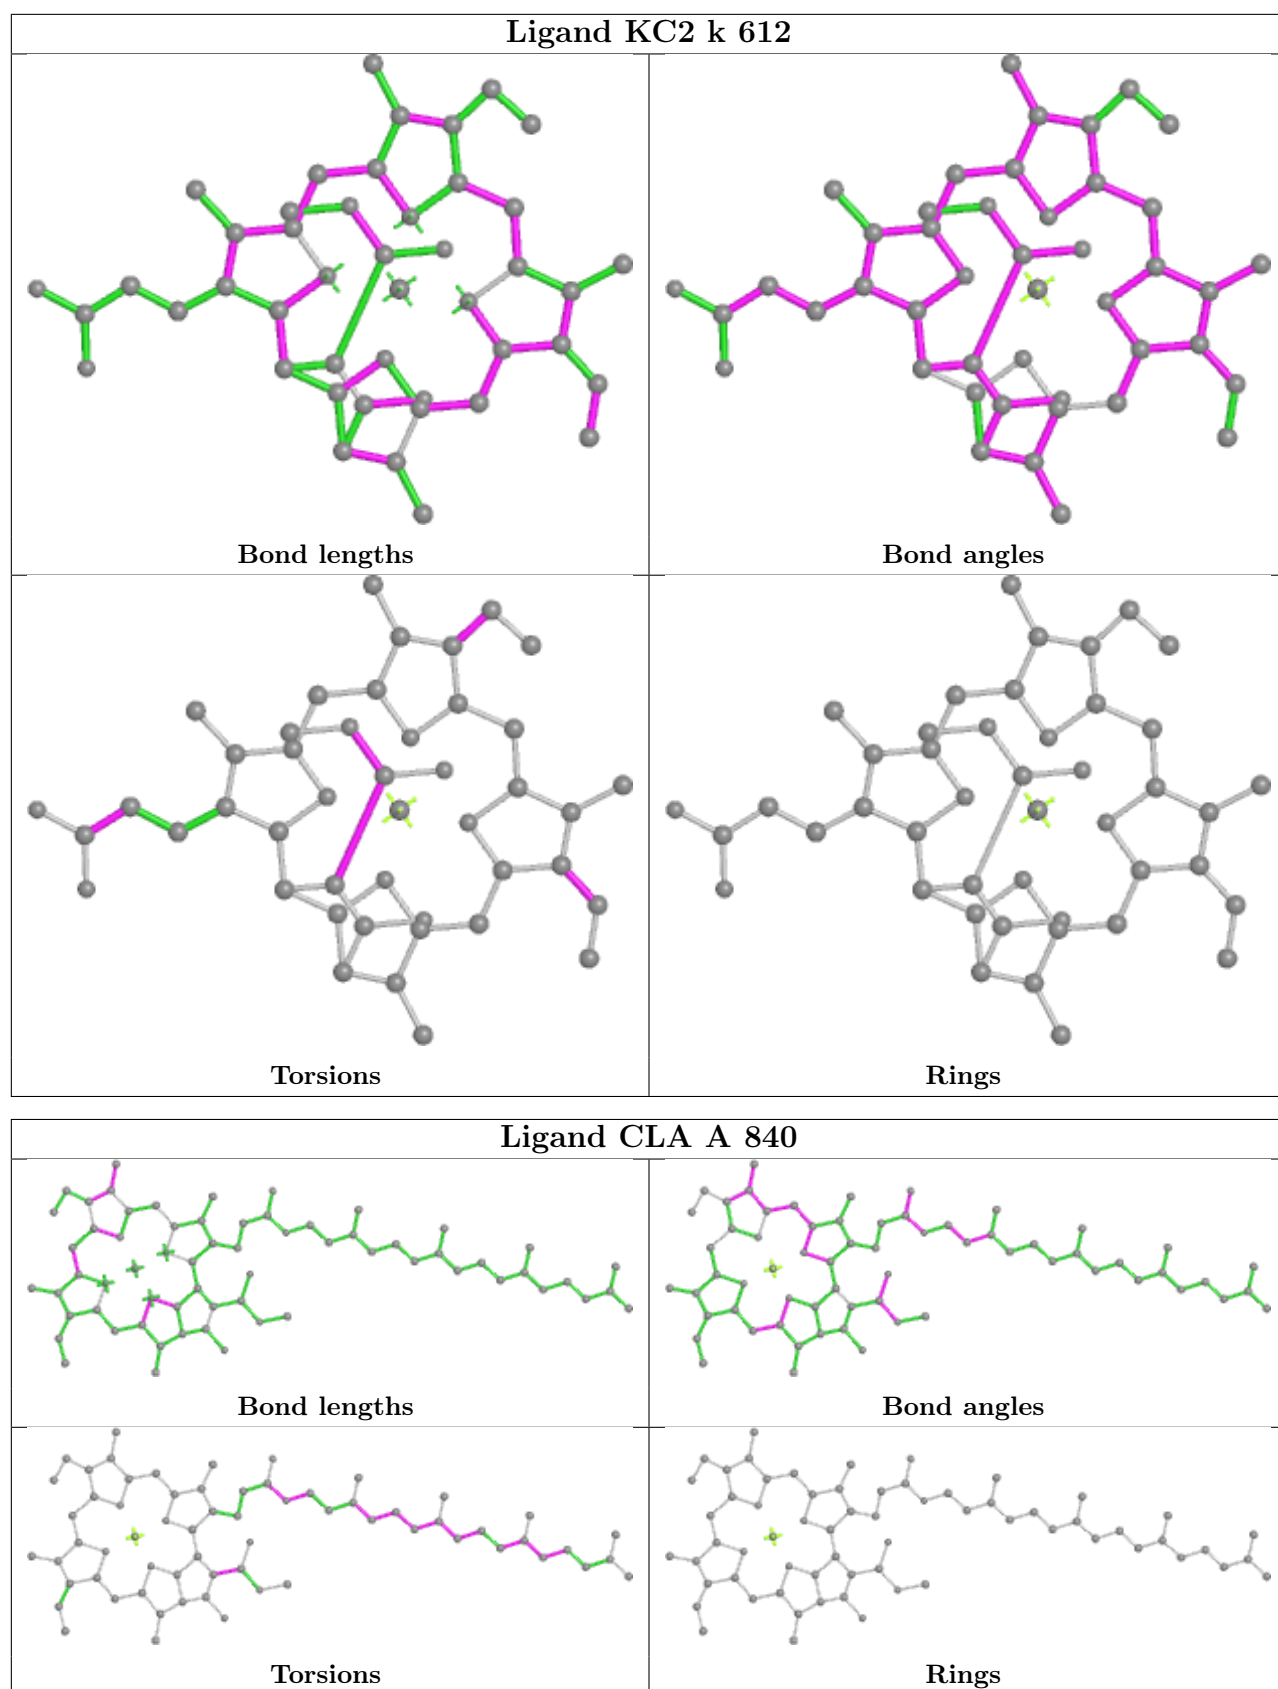 Ligand KC2 k 612
Bond lengths
Bond angles
Torsions
Rings
Ligand CLA A 840
Bond lengths
Bond angles
Torsions
Rings